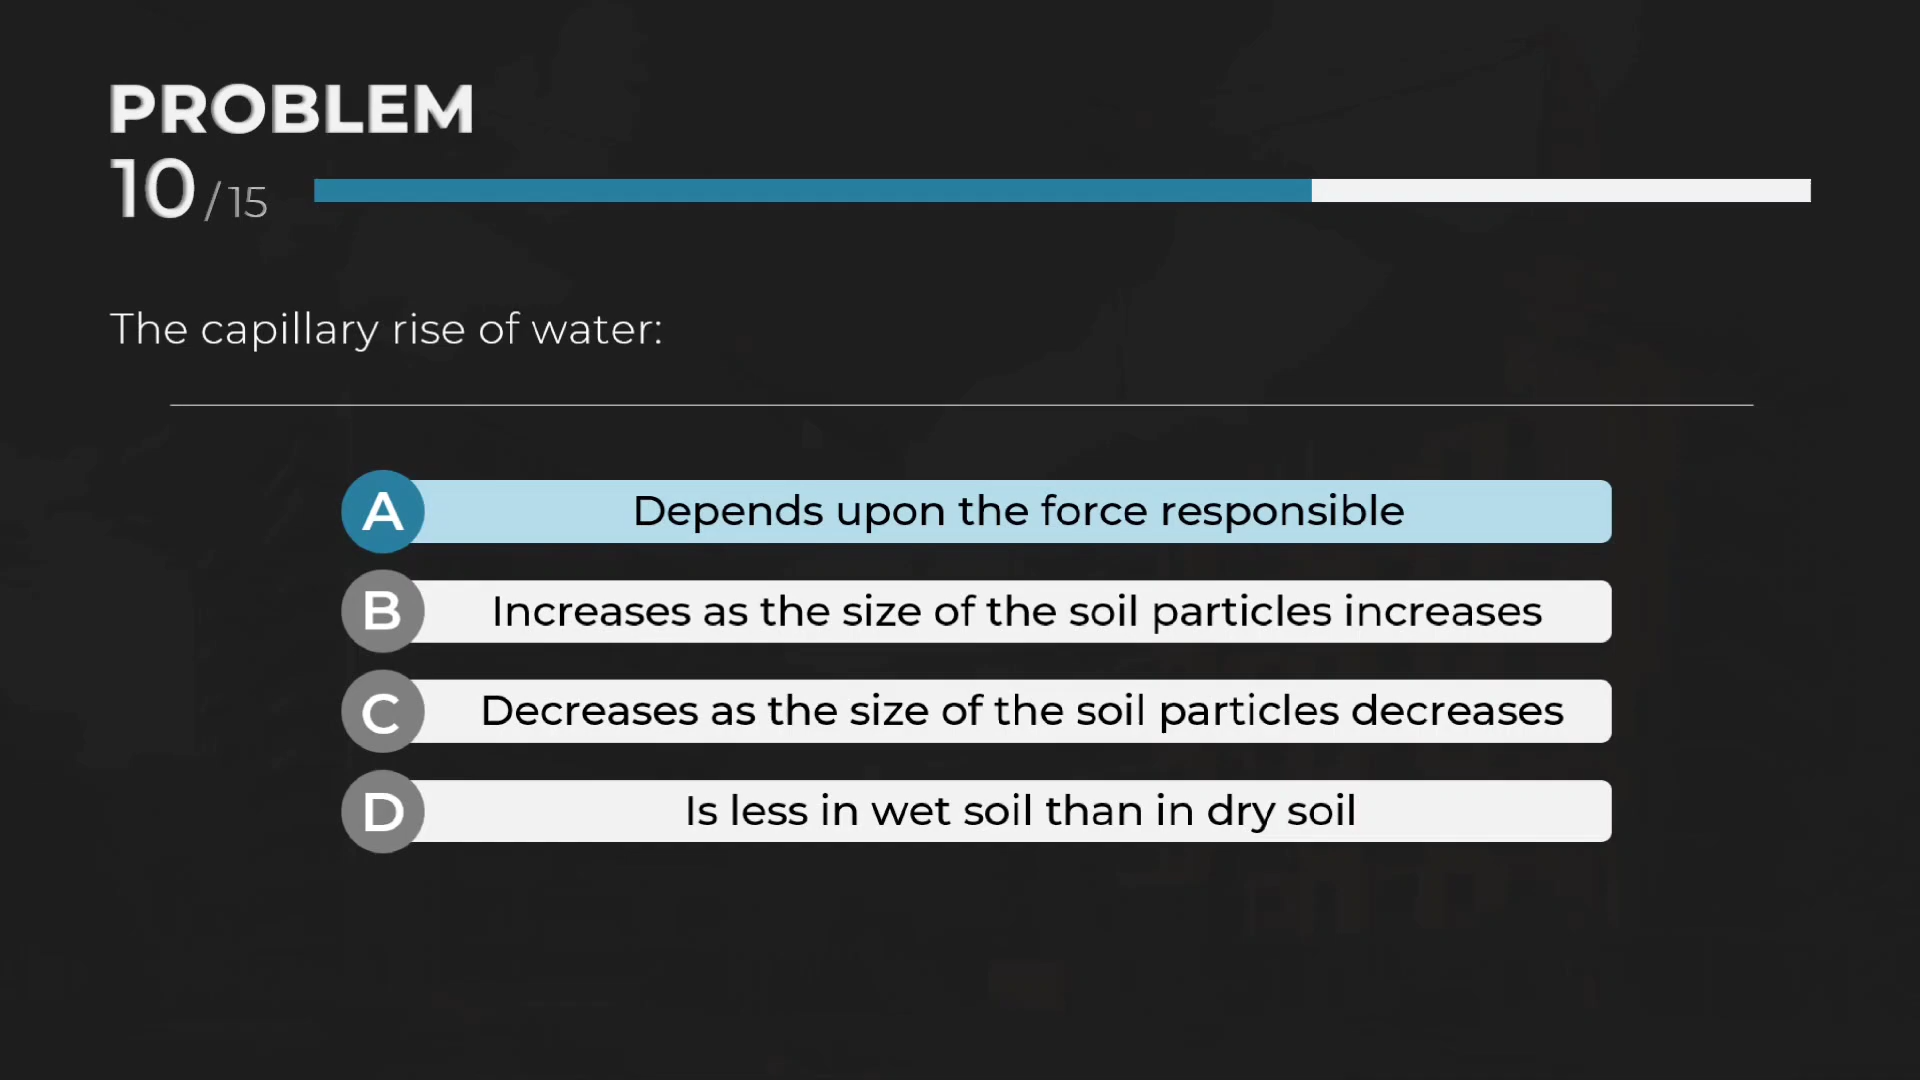 PROBLEM
10 / 15
The capillary rise of water:
A Depends upon the force responsible
B Increases as the size of the soil particles increases
C Decreases as the size of the soil particles decreases
D Is less in wet soil than in dry soil